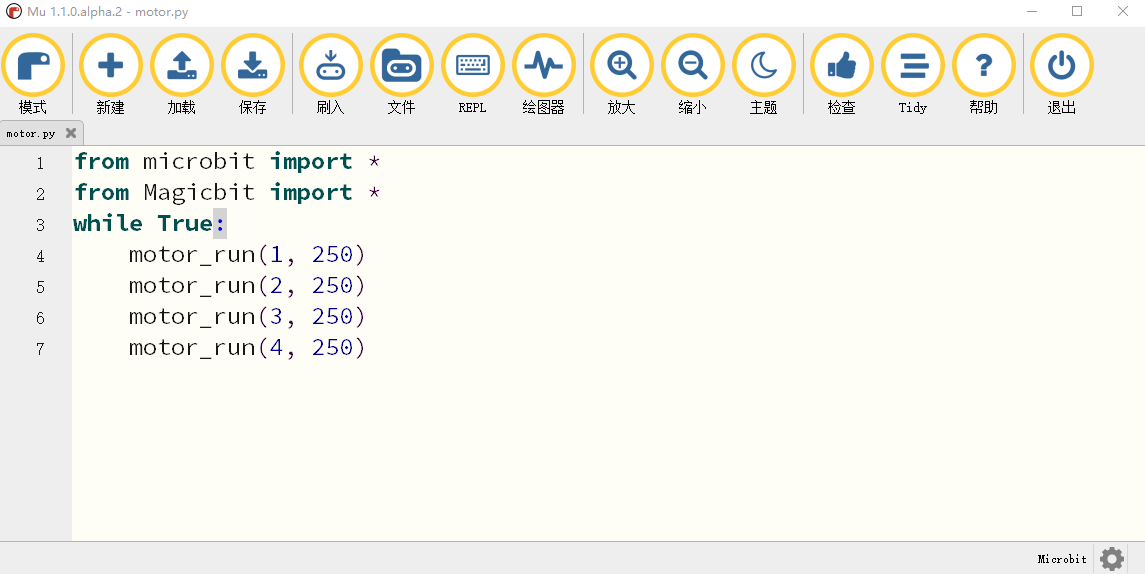 Mu 1.1.0.alpha.2 - motor.py
模式 新建 加载 保存 刷入 文件 REPL 绘图器 放大 缩小 主题 检查 Tidy 帮助 退出
motor.py
1 from microbit import *
2 from Magicbit import *
3 while True:
4     motor_run(1, 250)
5     motor_run(2, 250)
6     motor_run(3, 250)
7     motor_run(4, 250)
Microbit